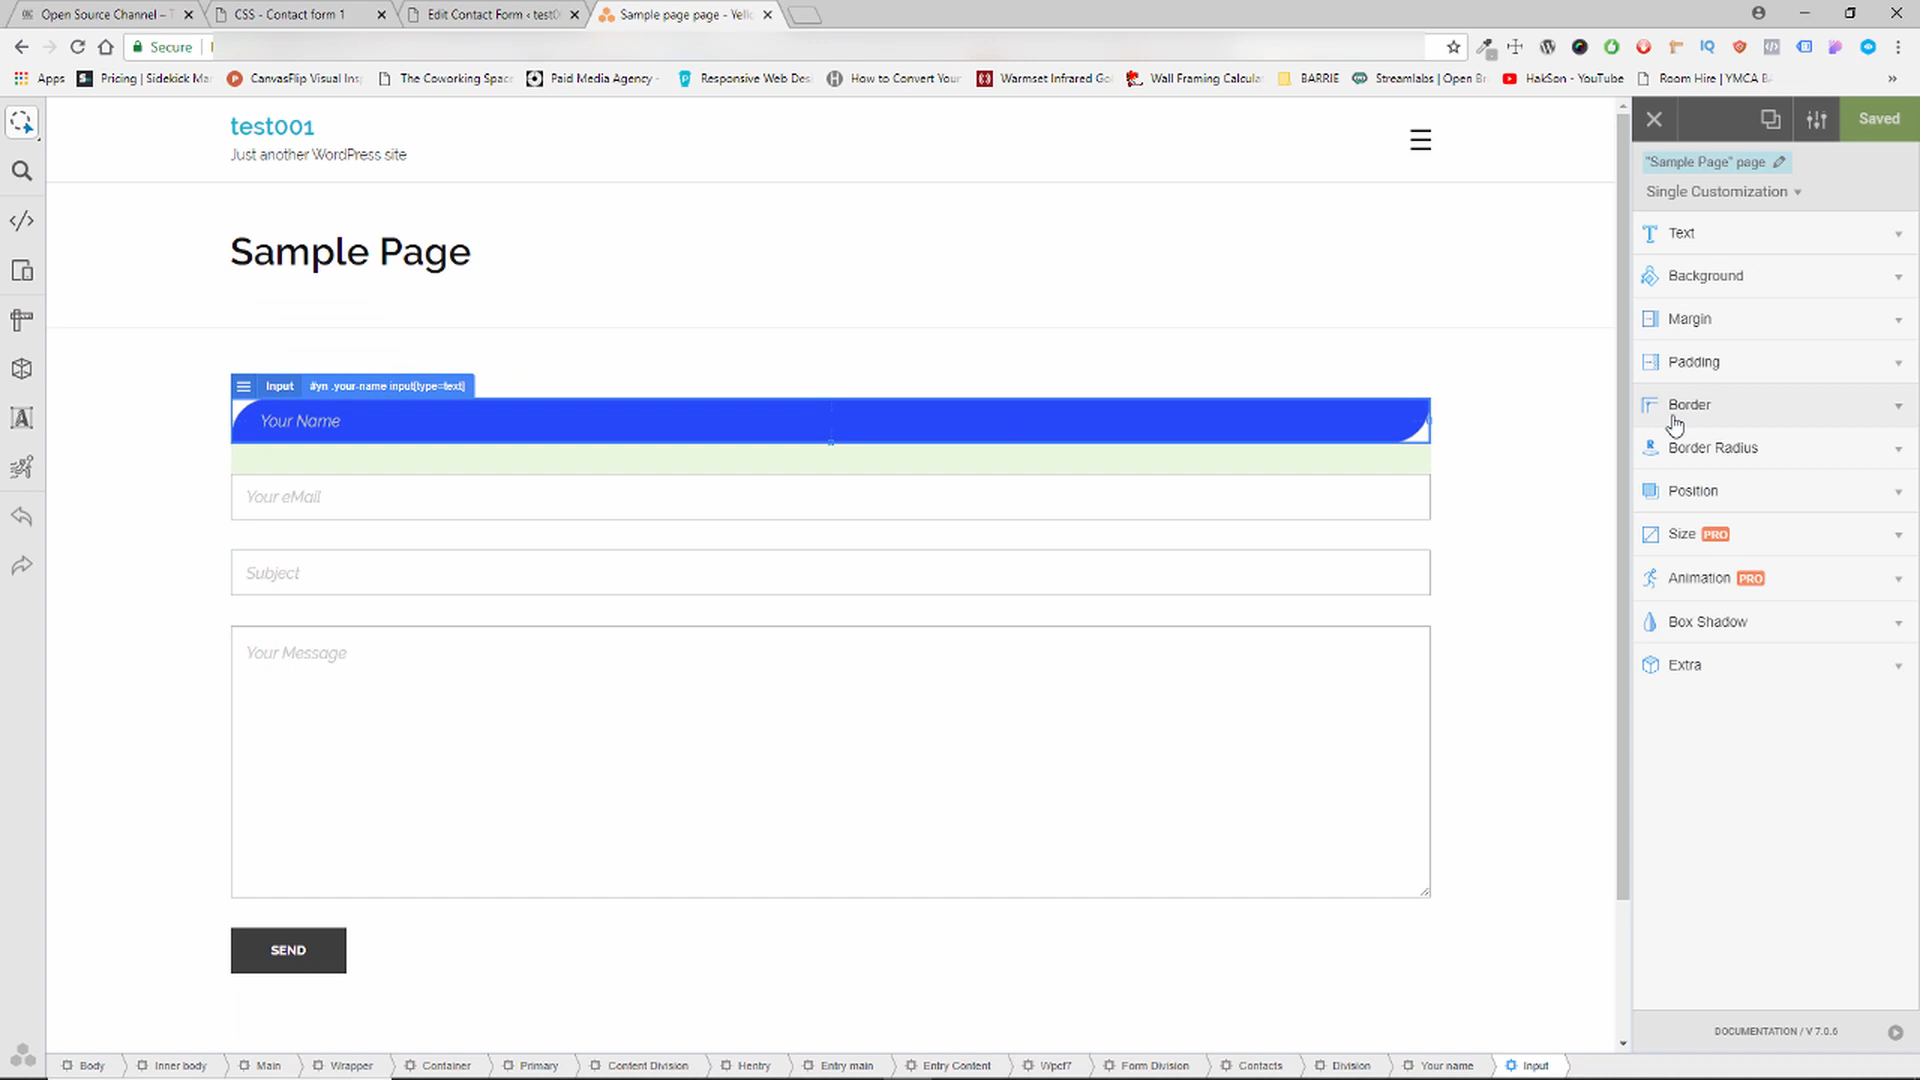 Open Source Channel – T
CSS - Contact form 1
Edit Contact Form ‹ test0
Sample page page - Yello
Secure
Apps
Pricing | Sidekick Mar
CanvasFlip Visual Ins
The Coworking Space
Paid Media Agency -
Responsive Web Des
How to Convert Your
Warmset Infrared Go
Wall Framing Calcula
BARRIE
Streamlabs | Open Br
HakSon - YouTube
Room Hire | YMCA B
»
test001
Just another WordPress site
Saved
"Sample Page" page
Single Customization
Text
Sample Page
Background
Margin
Padding
Input #yn .your-name input[type=text]
Border
Your Name
Border Radius
Your eMail
Position
Size PRO
Subject
Animation PRO
Box Shadow
Your Message
Extra
SEND
DOCUMENTATION / V 7.0.6
Body
Inner body
Main
Wrapper
Container
Primary
Content Division
Hentry
Entry main
Entry Content
Wpcf7
Form Division
Contacts
Division
Your name
Input